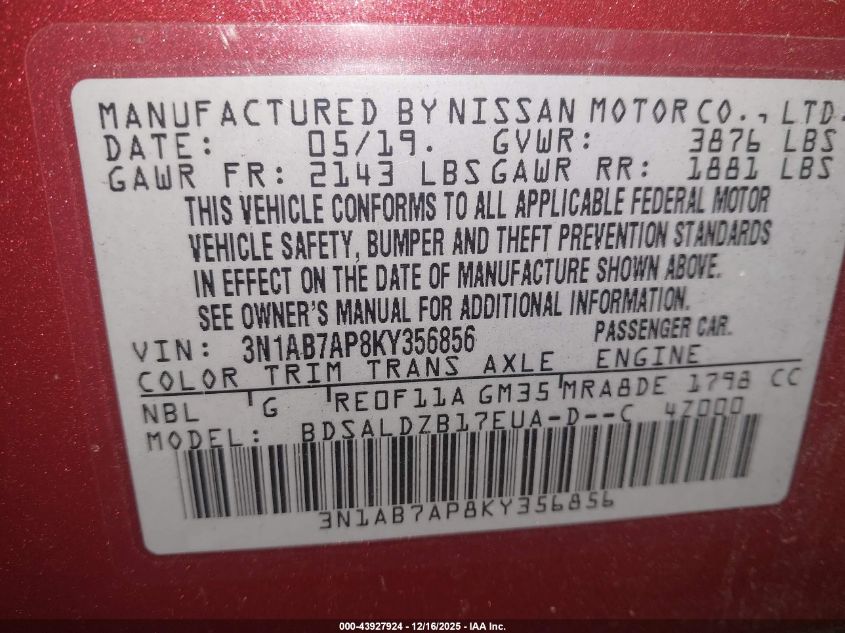 MANUFACTURED BY NISSAN MOTOR CO., LTD.
DATE: 05/19. GVWR: 3876 LBS
GAWR FR: 2143 LBS GAWR RR: 1881 LBS
THIS VEHICLE CONFORMS TO ALL APPLICABLE FEDERAL MOTOR
VEHICLE SAFETY, BUMPER AND THEFT PREVENTION STANDARDS
IN EFFECT ON THE DATE OF MANUFACTURE SHOWN ABOVE.
SEE OWNER'S MANUAL FOR ADDITIONAL INFORMATION.
VIN: 3N1AB7AP8KY356856 PASSENGER CAR.
COLOR TRIM TRANS AXLE ENGINE
NBL G RE0F11A GM35 MRA8DE 1798 CC
MODEL: BDSALDZB17EUA-D--C 4Z000
3N1AB7AP8KY356856
000-43927924 - 12/16/2025 - IAA Inc.